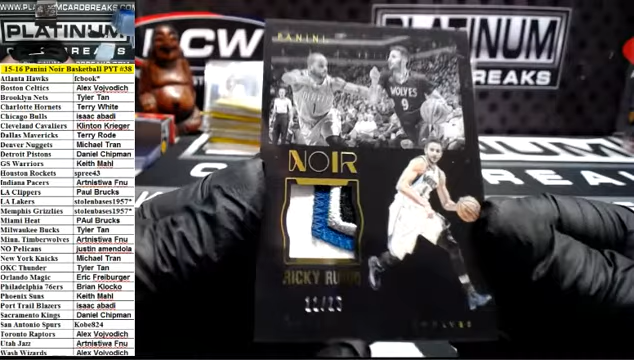 WWW.PLATINUMCARDBREAKS.COM
PLATINUM
BREAKS
15-16 Panini Noir Basketball PYT #38
Atlanta Hawks fcbook*
Boston Celtics Alex Vojvodich
Brooklyn Nets Tyler Tan
Charlotte Hornets Terry White
Chicago Bulls isaac abadi
Cleveland Cavaliers Klinton Krieger
Dallas Mavericks Terry Rode
Denver Nuggets Michael Tran
Detroit Pistons Daniel Chipman
GS Warriors Keith Mahl
Houston Rockets spree43
Indiana Pacers Artnistiwa Fnu
LA Clippers Paul Brucks
LA Lakers stolenbases1957*
Memphis Grizzlies stolenbases1957*
Miami Heat PAul Brucks
Milwaukee Bucks Tyler Tan
Minn. Timberwolves Artnistiwa Fnu
NO Pelicans justin amendola
New York Knicks Michael Tran
OKC Thunder Tyler Tan
Orlando Magic Eric Freiburger
Philadelphia 76ers Brian Klocko
Phoenix Suns Keith Mahl
Port Trail Blazers isaac abadi
Sacramento Kings Daniel Chipman
San Antonio Spurs Kobe824
Toronto Raptors Alex Vojvodich
Utah Jazz Artnistiwa Fnu
Wash Wizards Alex Vojvodich
PANINI
WOLVES
9
NOIR
RICKY RUBIO
PLATINUM
BREAKS